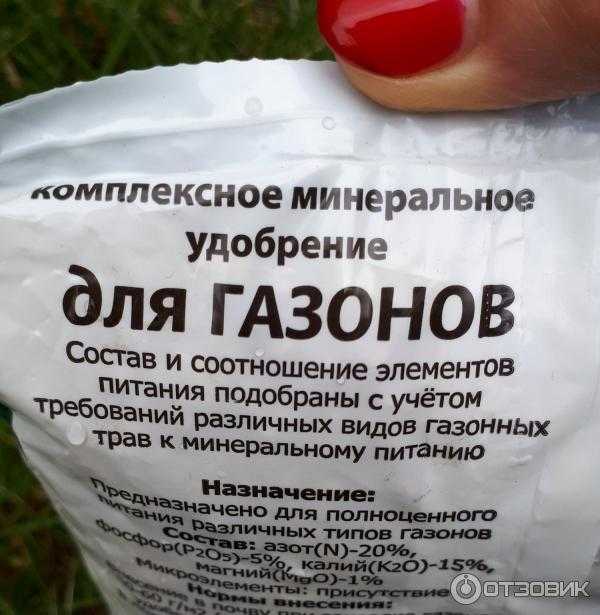 комплексное минеральное
удобрение
для ГАЗОНОВ
Состав и соотношение элементов
питания подобраны с учётом
требований различных видов газонных
трав к минеральному питанию
Назначение:
Предназначено для полноценного
питания различных типов газонов
Состав: азот(N)-20%,
фосфор(P2O5)-5%, калий(K2O)-15%,
магний(MgO)-1%
Микроэлементы: присутствие
Нормы внесения:
в почву
ОТЗОВИК